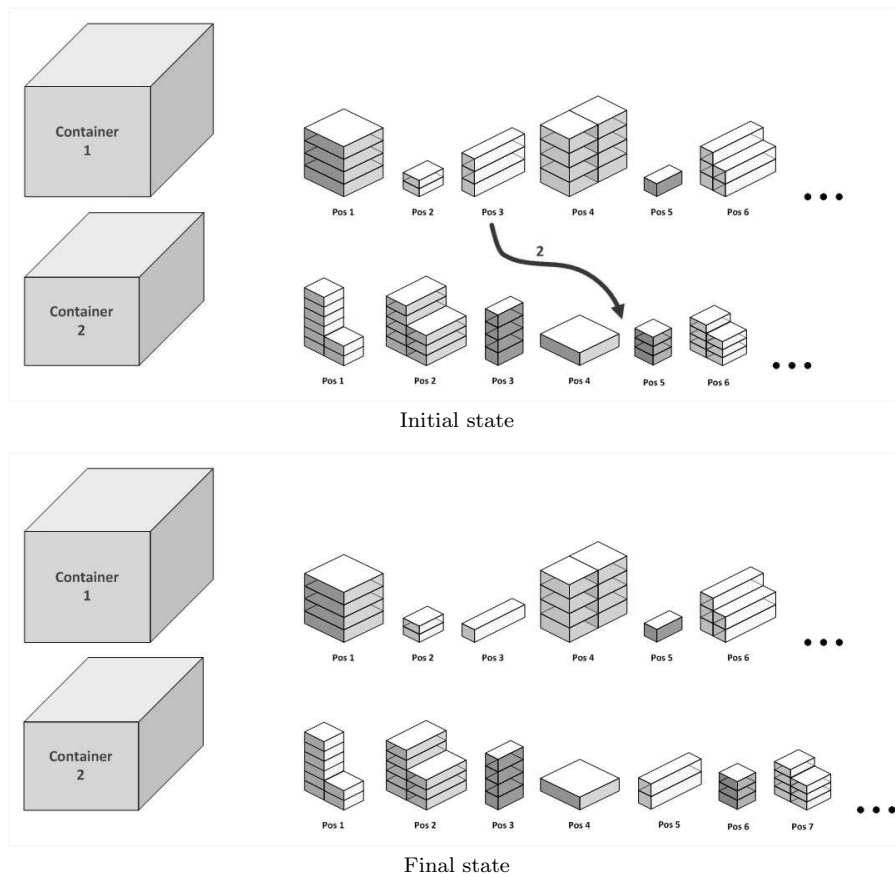 Container
1
Pos 1 Pos 2 Pos 3 Pos 4 Pos 5 Pos 6
2
Container
2
Pos 1 Pos 2 Pos 3 Pos 4 Pos 5 Pos 6
Initial state
Container
1
Pos 1 Pos 2 Pos 3 Pos 4 Pos 5 Pos 6
Container
2
Pos 1 Pos 2 Pos 3 Pos 4 Pos 5 Pos 6 Pos 7
Final state